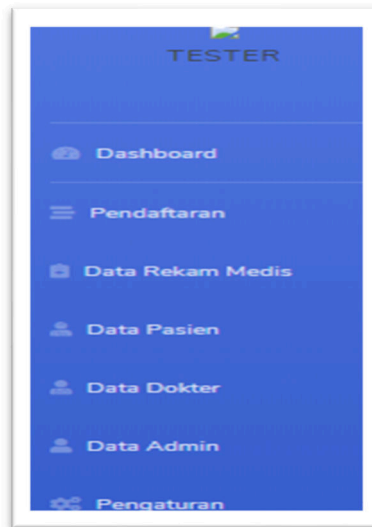 TESTER
Dashboard
Pendaftaran
Data Rekam Medis
Data Pasien
Data Dokter
Data Admin
Pengaturan